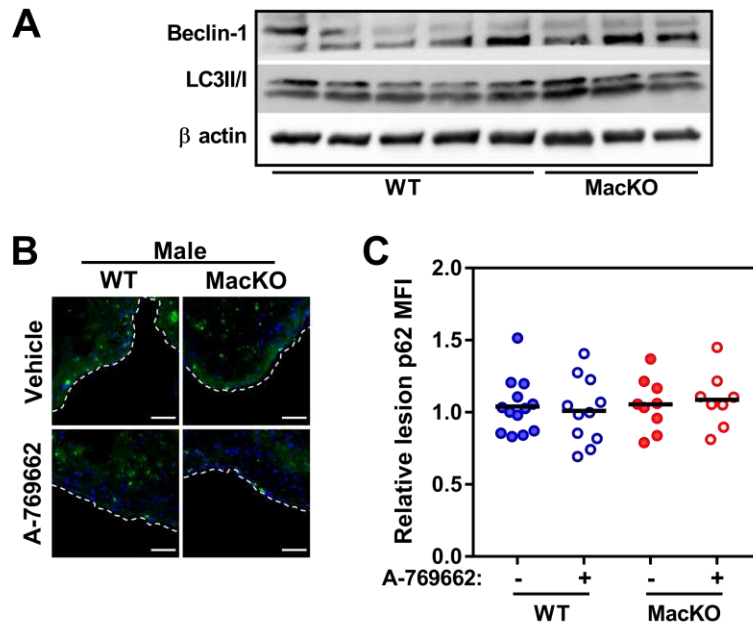 A
Beclin-1
LC3II/I
β actin
WT MacKO
B
Male
WT MacKO
Vehicle
A-769662
C
Relative lesion p62 MFI
2.0
1.5
1.0
0.5
0.0
A-769662: - + - +
WT MacKO